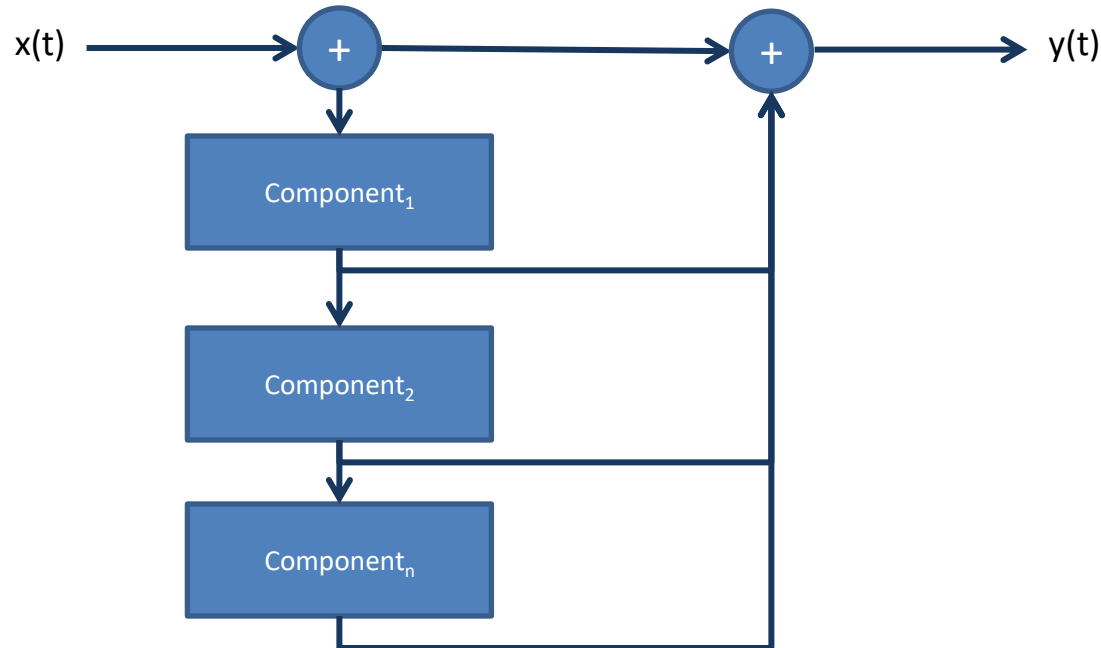 x(t)
+
+
y(t)
Component₁
Component₂
Componentₙ